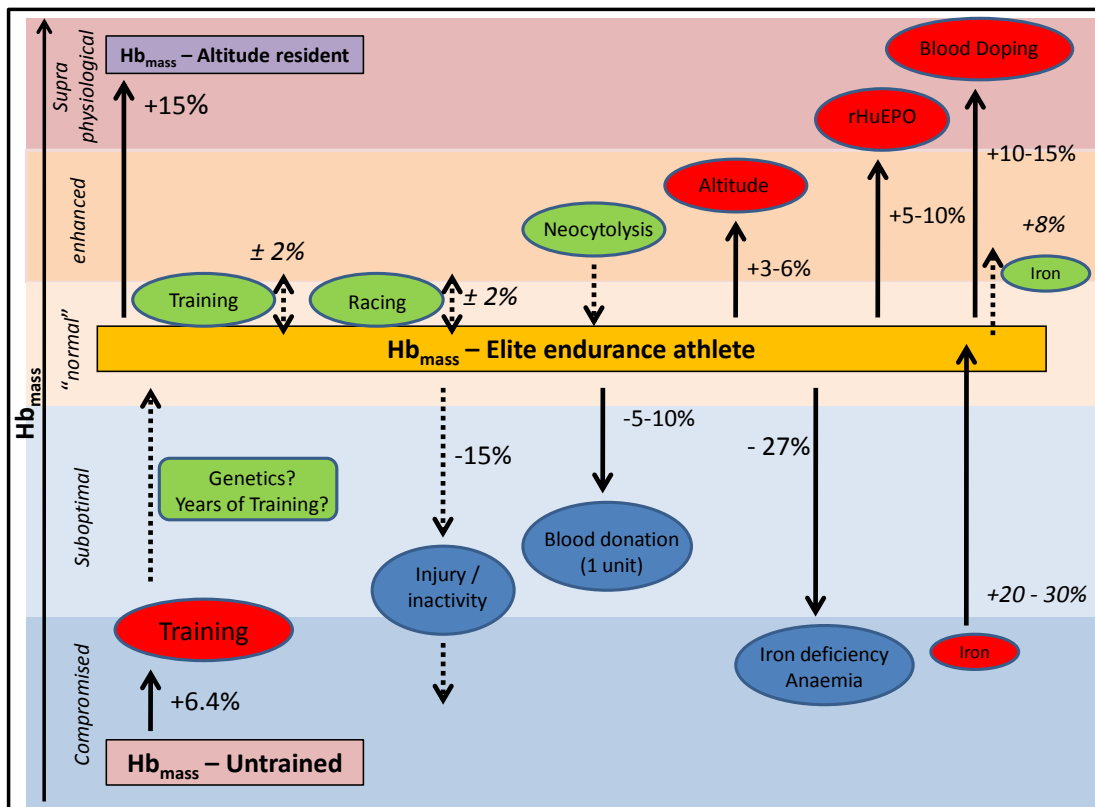 Hbmass
Supra
physiological
enhanced
"normal"
Suboptimal
Compromised
Hbmass – Altitude resident
+15%
Blood Doping
rHuEPO
+10-15%
Altitude
+5-10%
+8%
Iron
Neocytolysis
+3-6%
± 2%
Training
Racing
± 2%
Hbmass – Elite endurance athlete
-5-10%
-15%
- 27%
Genetics?
Years of Training?
Blood donation
(1 unit)
Injury /
inactivity
+20 - 30%
Training
Iron deficiency
Anaemia
Iron
+6.4%
Hbmass – Untrained